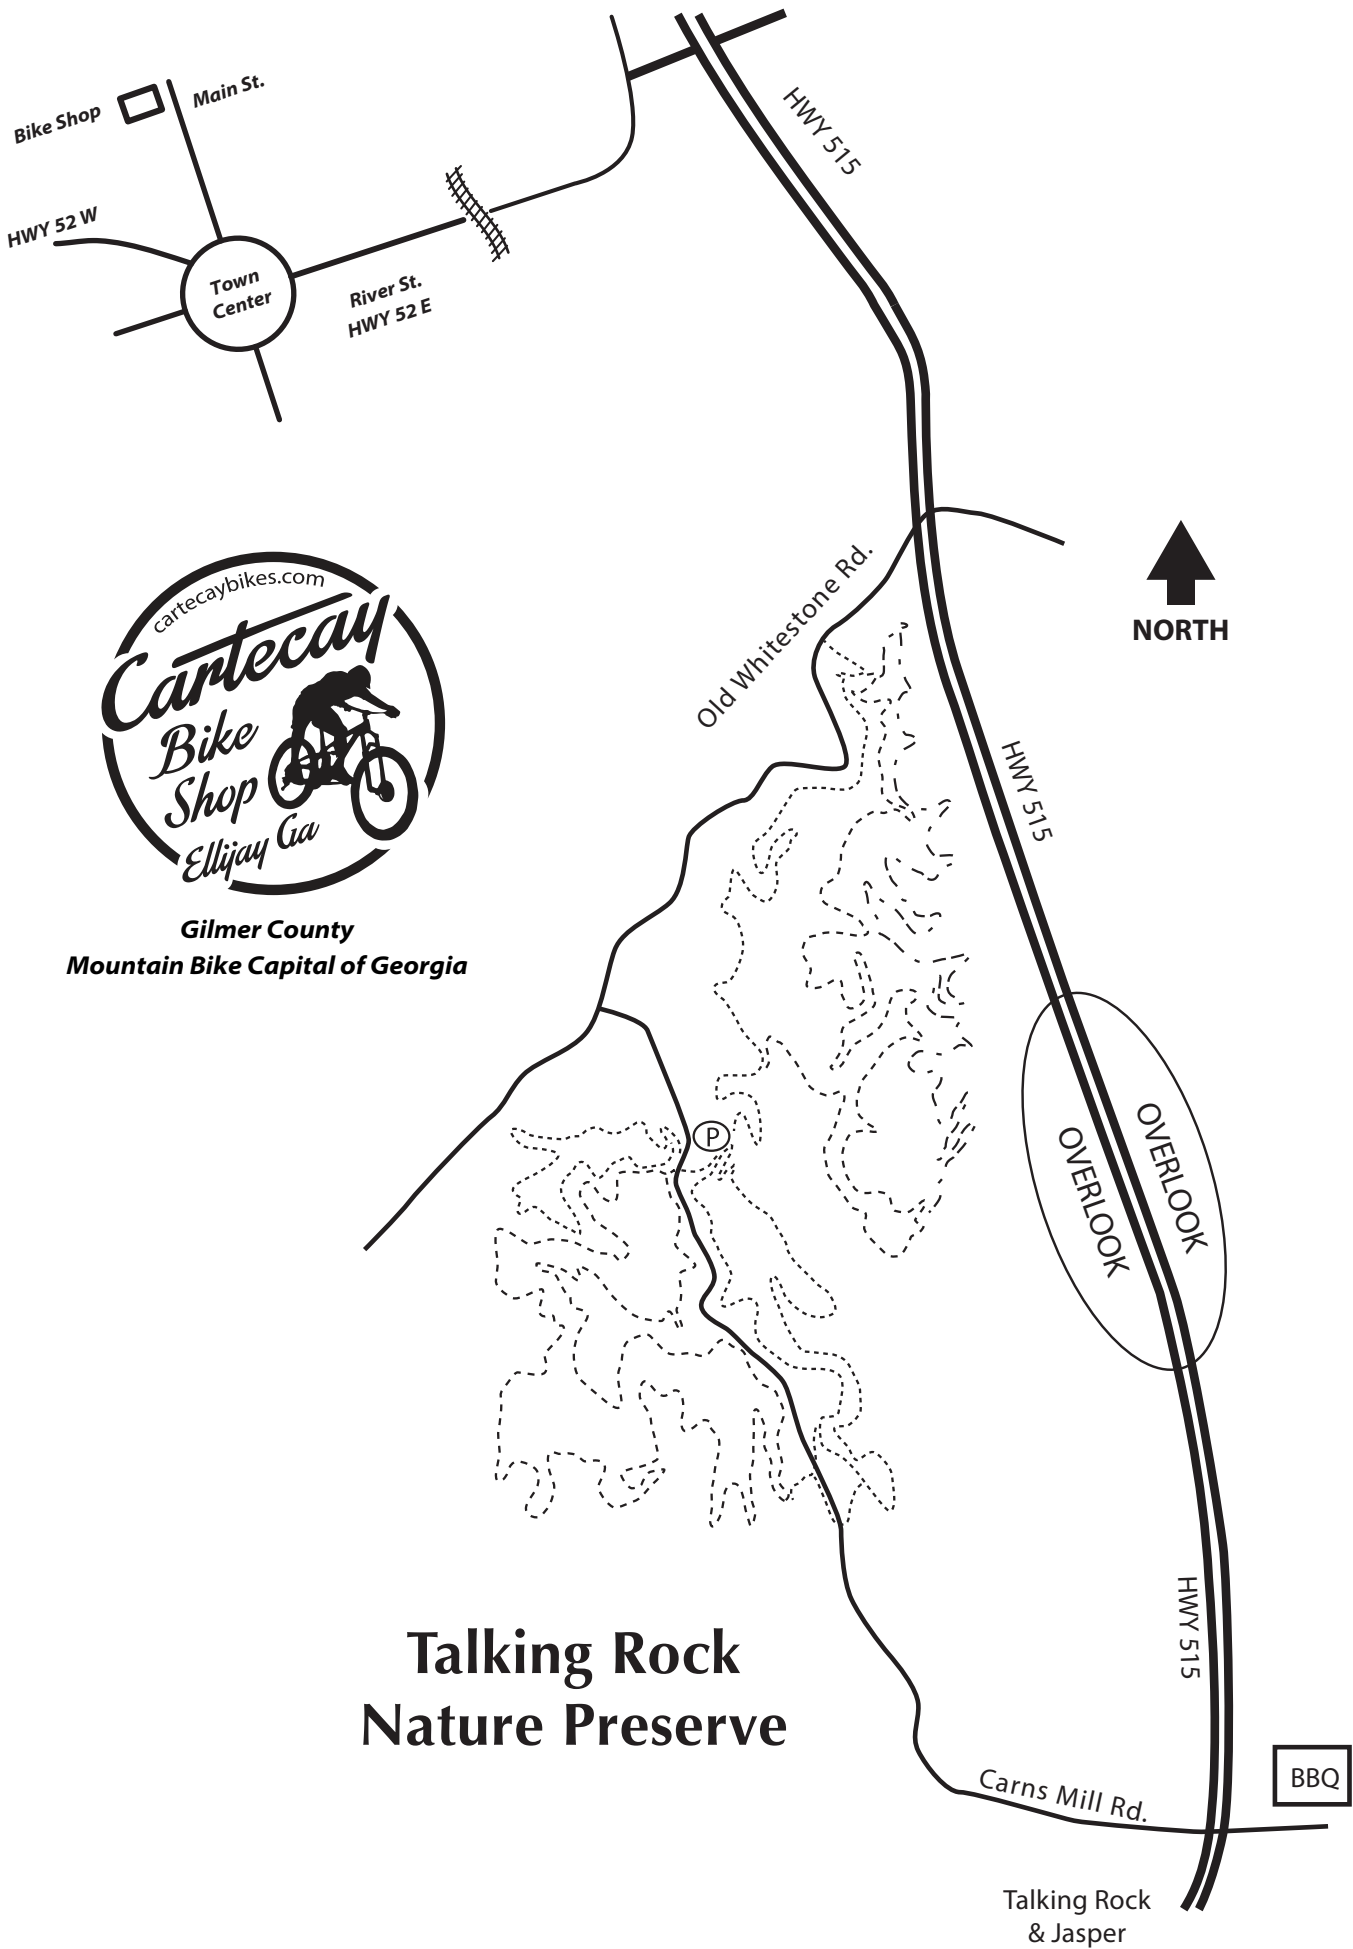 Bike Shop
Main St.
HWY 515
HWY 52 W
Town
Center
River St.
HWY 52 E
Old Whitestone Rd.
NORTH
cartecaybikes.com
Cartecay
Bike
Shop
Ellijay Ga
HWY 515
Gilmer County
Mountain Bike Capital of Georgia
P
OVERLOOK
OVERLOOK
HWY 515
Talking Rock
Nature Preserve
BBQ
Carns Mill Rd.
Talking Rock
& Jasper